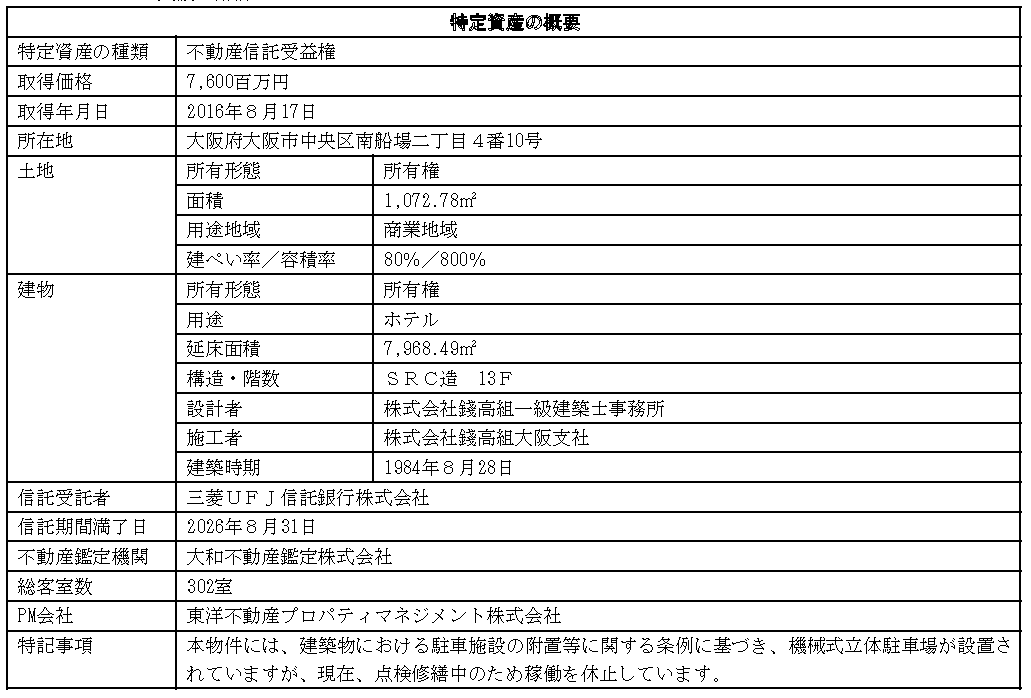 特定資産の概要
特定資産の種類 不動産信託受益権
取得価格 7,600百万円
取得年月日 2016年８月17日
所在地 大阪府大阪市中央区南船場二丁目４番10号
土地 所有形態 所有権
面積 1,072.78㎡
用途地域 商業地域
建ぺい率／容積率 80％／800％
建物 所有形態 所有権
用途 ホテル
延床面積 7,968.49㎡
構造・階数 ＳＲＣ造　13Ｆ
設計者 株式会社錢高組一級建築士事務所
施工者 株式会社錢高組大阪支社
建築時期 1984年８月28日
信託受託者 三菱ＵＦＪ信託銀行株式会社
信託期間満了日 2026年８月31日
不動産鑑定機関 大和不動産鑑定株式会社
総客室数 302室
PM会社 東洋不動産プロパティマネジメント株式会社
特記事項 本物件には、建築物における駐車施設の附置等に関する条例に基づき、機械式立体駐車場が設置さ
れていますが、現在、点検修繕中のため稼働を休止しています。